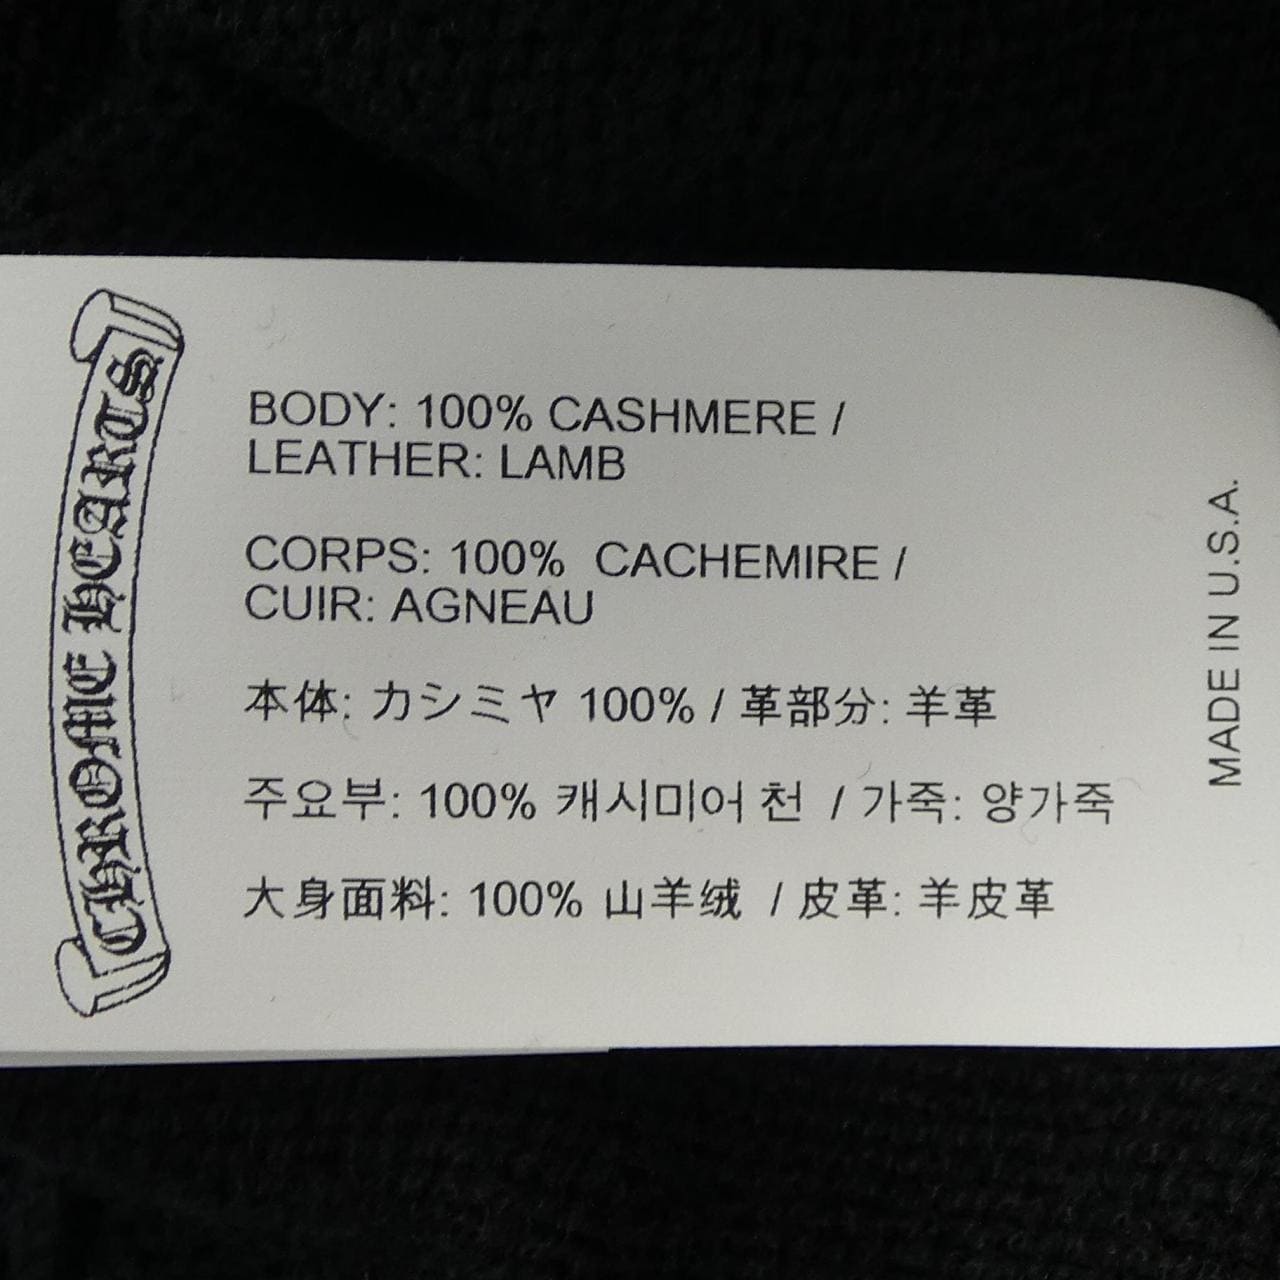 CHROME HEARTS
BODY: 100% CASHMERE /
LEATHER: LAMB
CORPS: 100% CACHEMIRE /
CUIR: AGNEAU
本体: カシミヤ 100% / 革部分: 羊革
주요부: 100% 캐시미어 천 / 가죽: 양가죽
大身面料: 100% 山羊绒 / 皮革: 羊皮革
MADE IN U.S.A.